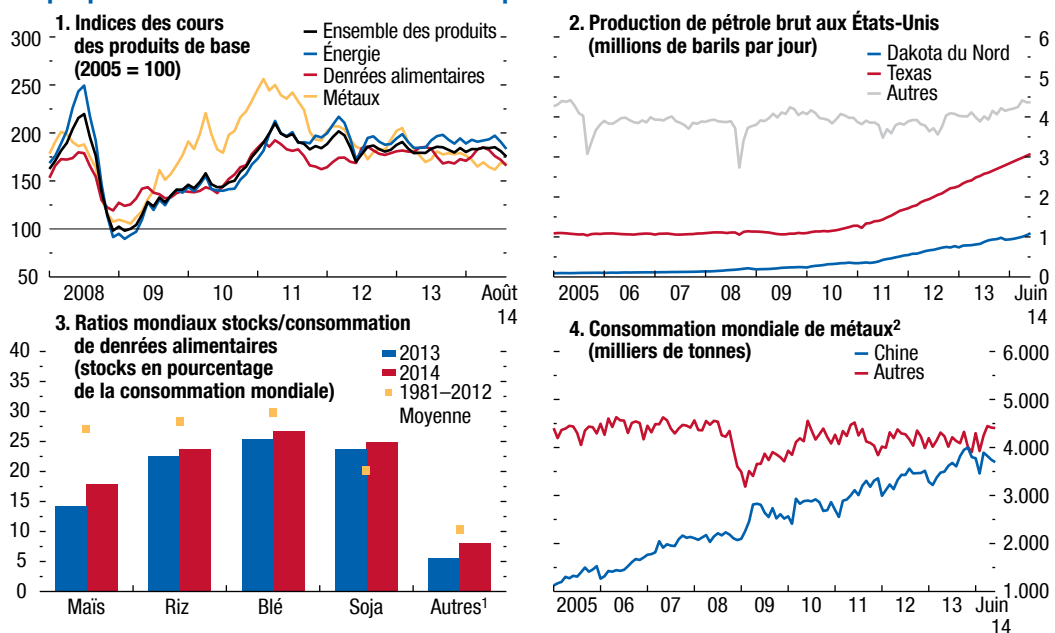 1. Indices des cours
des produits de base
(2005 = 100)
Ensemble des produits
Énergie
Denrées alimentaires
Métaux
300
250
200
150
100
50
2008 09 10 11 12 13 Août
14
2. Production de pétrole brut aux États-Unis
(millions de barils par jour)
Dakota du Nord
Texas
Autres
6
5
4
3
2
1
0
2005 06 07 08 09 10 11 12 13 Juin
14
3. Ratios mondiaux stocks/consommation
de denrées alimentaires
(stocks en pourcentage
de la consommation mondiale)
2013
2014
1981–2012
Moyenne
40
35
30
25
20
15
10
5
0
Maïs Riz Blé Soja Autres¹
4. Consommation mondiale de métaux²
(milliers de tonnes)
Chine
Autres
6.000
5.000
4.000
3.000
2.000
1.000
2005 06 07 08 09 10 11 12 13 Juin
14